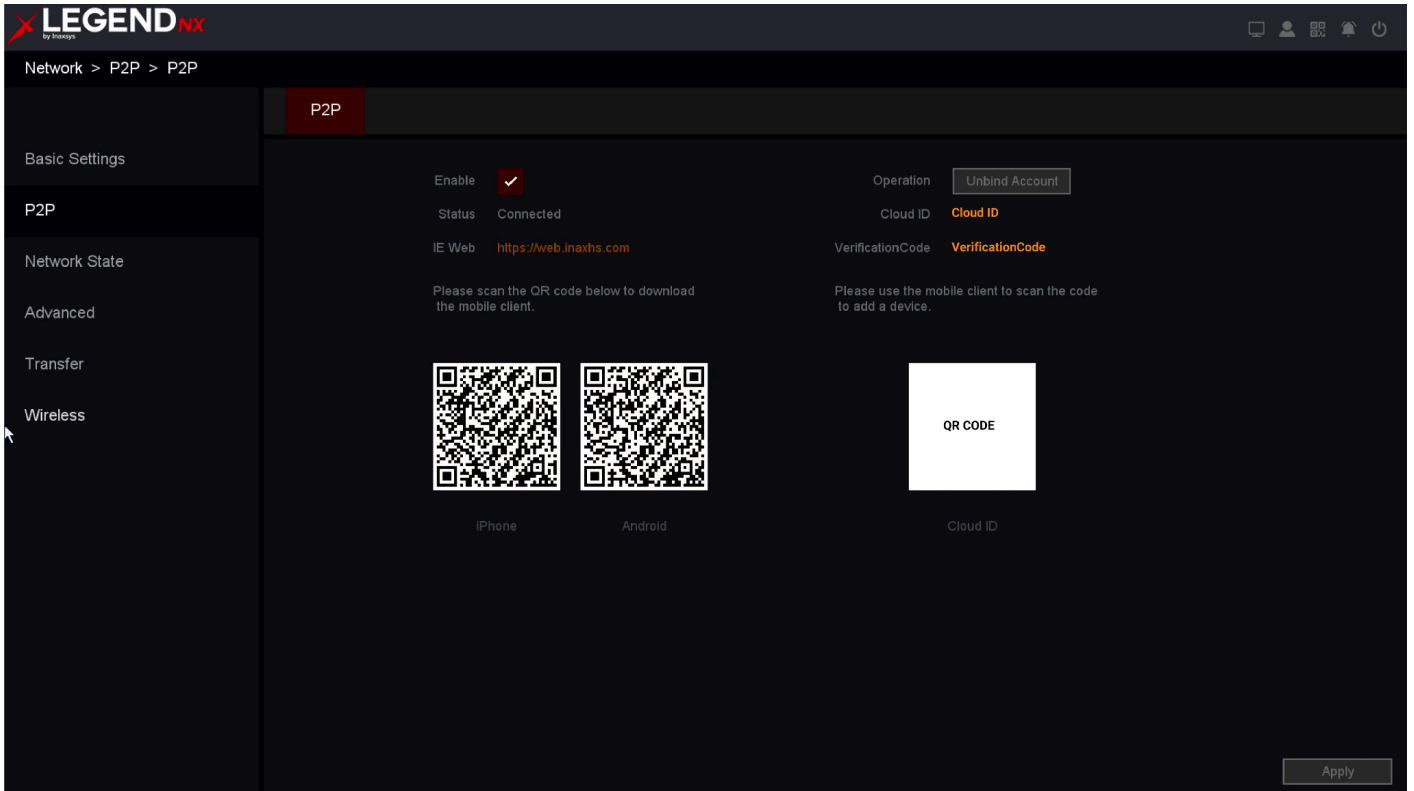 LEGEND NX
by Inaxsys
Network > P2P > P2P
P2P
Basic Settings
P2P
Network State
Advanced
Transfer
Wireless
Enable
Status Connected
IE Web https://web.inaxhs.com
Please scan the QR code below to download
the mobile client.
iPhone Android
Operation Unbind Account
Cloud ID Cloud ID
VerificationCode VerificationCode
Please use the mobile client to scan the code
to add a device.
QR CODE
Cloud ID
Apply